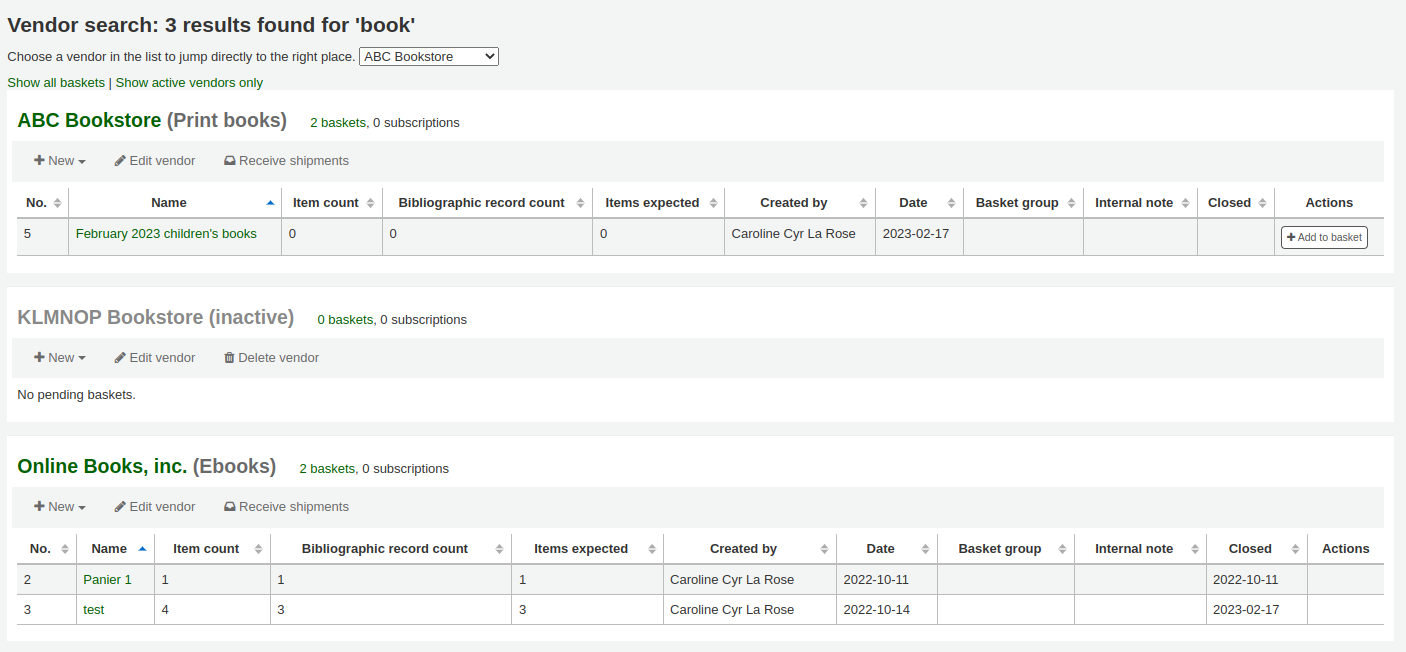 Vendor search: 3 results found for 'book'
Choose a vendor in the list to jump directly to the right place. ABC Bookstore
Show all baskets | Show active vendors only
ABC Bookstore (Print books) 2 baskets, 0 subscriptions
New Edit vendor Receive shipments
No. Name Item count Bibliographic record count Items expected Created by Date Basket group Internal note Closed Actions
5 February 2023 children's books 0 0 0 Caroline Cyr La Rose 2023-02-17 Add to basket
KLMNOP Bookstore (inactive) 0 baskets, 0 subscriptions
New Edit vendor Delete vendor
No pending baskets.
Online Books, inc. (Ebooks) 2 baskets, 0 subscriptions
New Edit vendor Receive shipments
No. Name Item count Bibliographic record count Items expected Created by Date Basket group Internal note Closed Actions
2 Panier 1 1 1 1 Caroline Cyr La Rose 2022-10-11 2022-10-11
3 test 4 3 3 Caroline Cyr La Rose 2022-10-14 2023-02-17